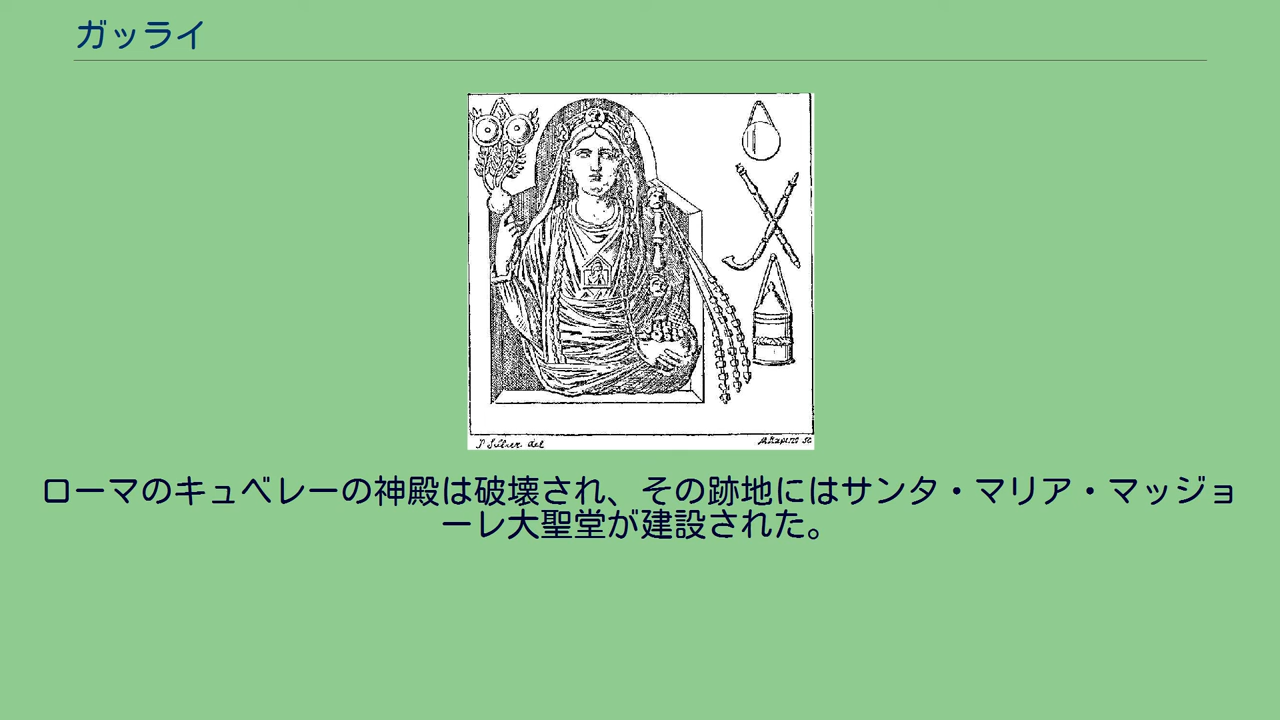 ガッライ
P. Silver. del
ローマのキュベレーの神殿は破壊され、その跡地にはサンタ・マリア・マッジョ
ーレ大聖堂が建設された。